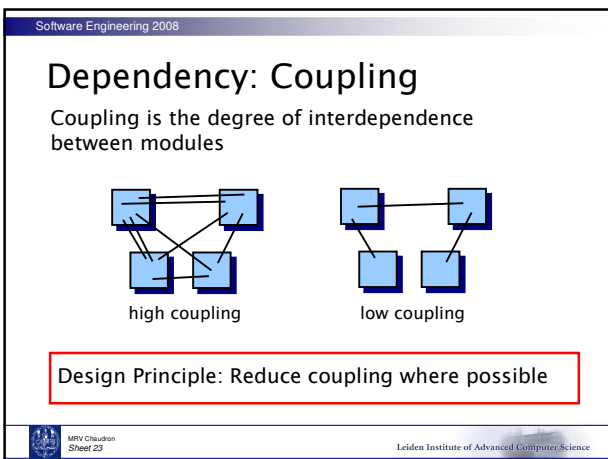 Software Engineering 2008
Dependency: Coupling
Coupling is the degree of interdependence
between modules
high coupling
low coupling
Design Principle: Reduce coupling where possible
MRV Chaudron
Sheet 23
Leiden Institute of Advanced Computer Science